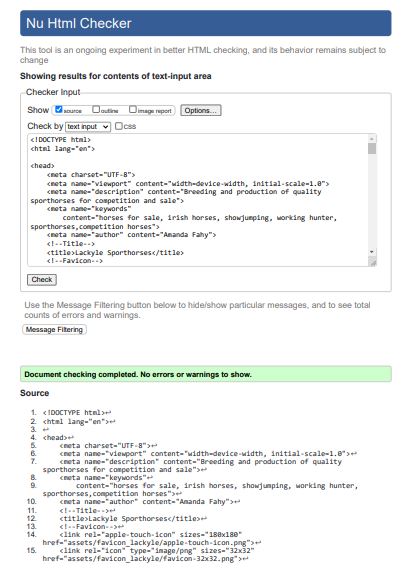 Nu Html Checker
This tool is an ongoing experiment in better HTML checking, and its behavior remains subject to
change
Showing results for contents of text-input area
Checker Input
Show source outline image report Options...
Check by text input css
<!DOCTYPE html>
<html lang="en">
<head>
<meta charset="UTF-8">
<meta name="viewport" content="width=device-width, initial-scale=1.0">
<meta name="description" content="Breeding and production of quality
sporthorses for competition and sale">
<meta name="keywords"
content="horses for sale, irish horses, showjumping, working hunter,
sporthorses,competition horses">
<meta name="author" content="Amanda Fahy">
<!--Title-->
<title>Lackyle Sporthorses</title>
<!--Favicon-->
Check
Use the Message Filtering button below to hide/show particular messages, and to see total
counts of errors and warnings.
Message Filtering
Document checking completed. No errors or warnings to show.
Source
1. <!DOCTYPE html>↩
2. <html lang="en">↩
3. ↩
4. <head>↩
5. <meta charset="UTF-8">↩
6. <meta name="viewport" content="width=device-width, initial-scale=1.0">↩
7. <meta name="description" content="Breeding and production of quality
sporthorses for competition and sale">↩
8. <meta name="keywords"↩
9. content="horses for sale, irish horses, showjumping, working hunter,
sporthorses,competition horses">↩
10. <meta name="author" content="Amanda Fahy">↩
11. <!--Title-->↩
12. <title>Lackyle Sporthorses</title>↩
13. <!--Favicon-->↩
14. <link rel="apple-touch-icon" sizes="180x180"
href="assets/favicon_lackyle/apple-touch-icon.png">↩
15. <link rel="icon" type="image/png" sizes="32x32"
href="assets/favicon_lackyle/favicon-32x32.png">↩